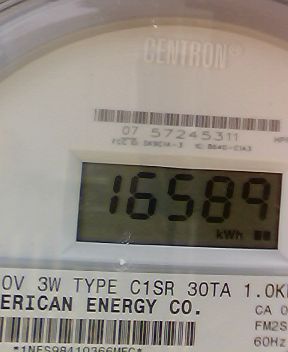 CENTRON®
07 57245311
16589
kWh
0V 3W TYPE C1SR 30TA 1.0K
ERICAN ENERGY CO. CA 0
FM2S
60Hz